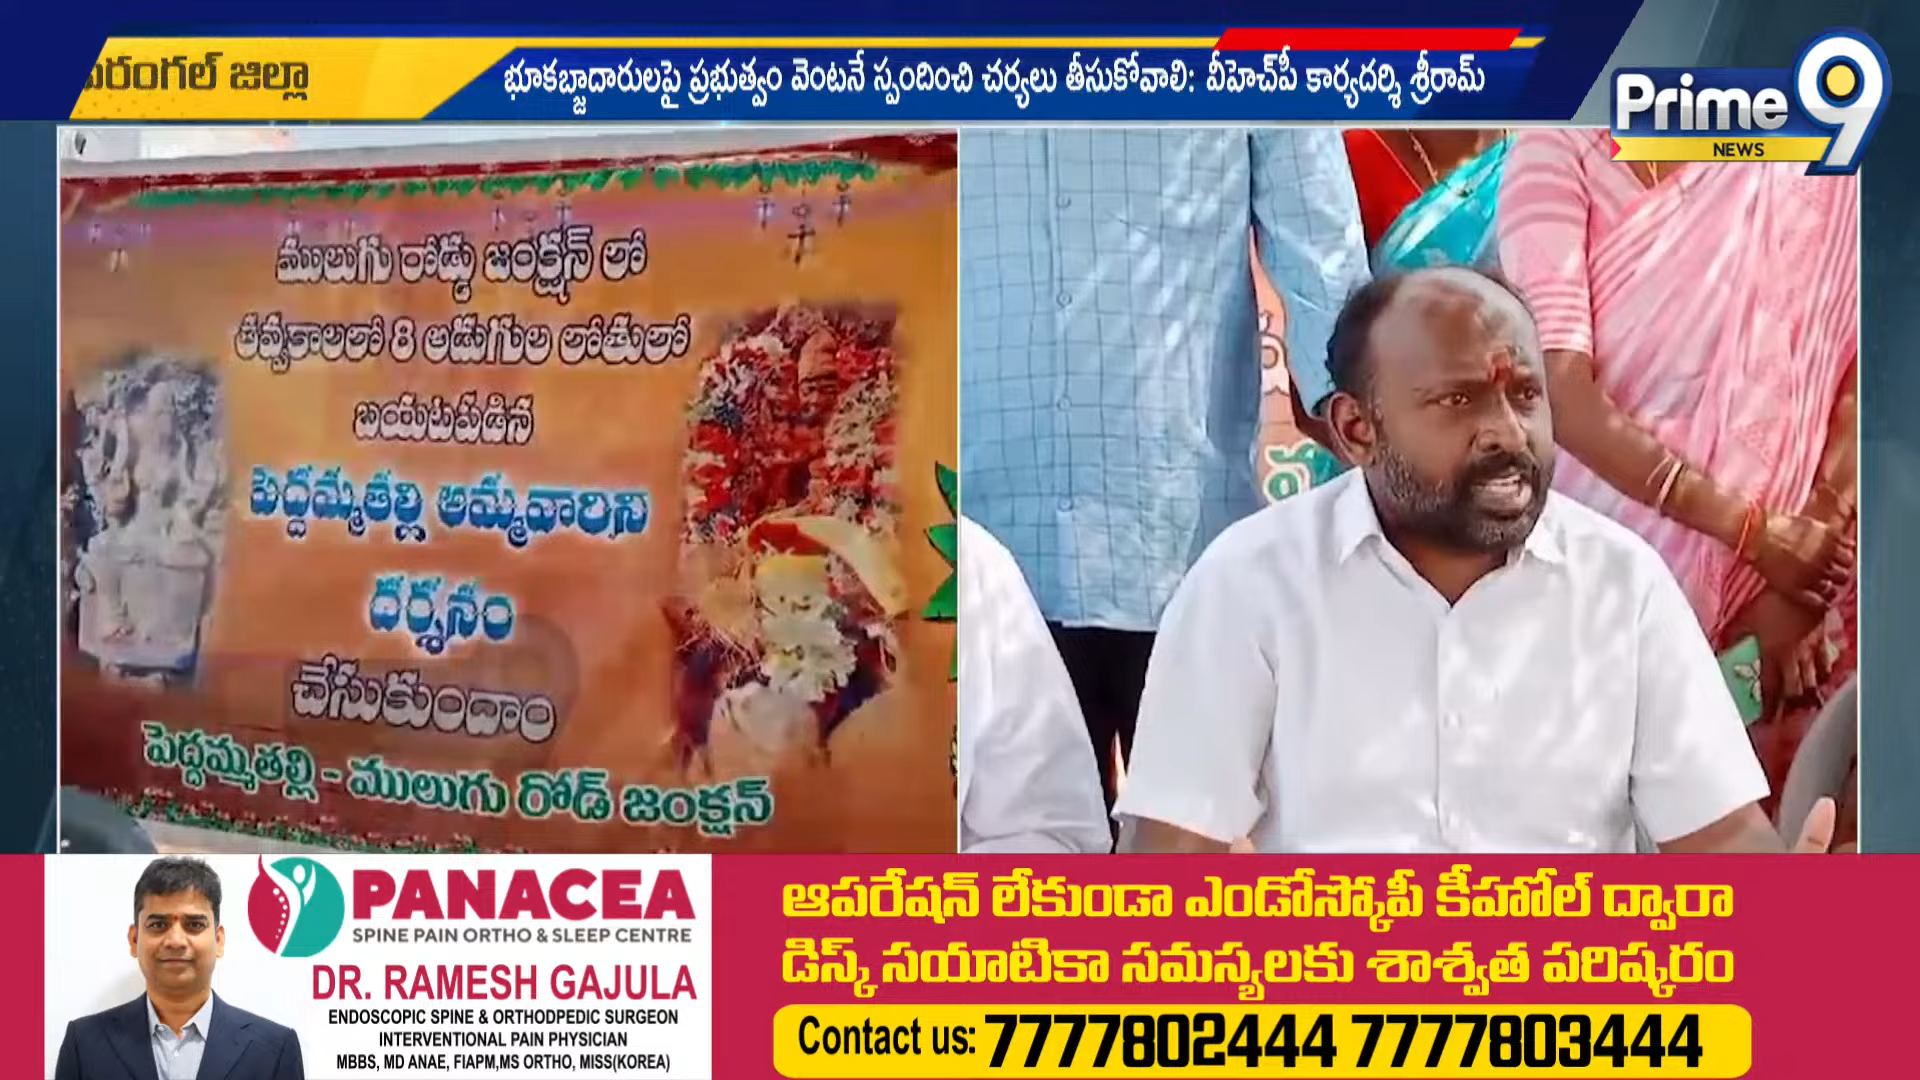 వరంగల్ జిల్లా
భూకబ్జాదారులపై ప్రభుత్వం వెంటనే స్పందించి చర్యలు తీసుకోవాలి: వీహెచ్‌పీ కార్యదర్శి శ్రీరామ్
Prime9
NEWS
ములుగు రోడ్డు జంక్షన్ లో
తవ్వకాలలో 8 అడుగుల లోతులో
బయటపడిన
పెద్దమ్మతల్లి అమ్మవారిని
దర్శనం
చేసుకుందాం
పెద్దమ్మతల్లి - ములుగు రోడ్ జంక్షన్
PANACEA
SPINE PAIN ORTHO & SLEEP CENTRE
DR. RAMESH GAJULA
ENDOSCOPIC SPINE & ORTHODPEDIC SURGEON
INTERVENTIONAL PAIN PHYSICIAN
MBBS, MD ANAE, FIAPM,MS ORTHO, MISS(KOREA)
ఆపరేషన్ లేకుండా ఎండోస్కోపీ కీహోల్ ద్వారా
డిస్క్ సయాటికా సమస్యలకు శాశ్వత పరిష్కరం
Contact us: 7777802444 7777803444